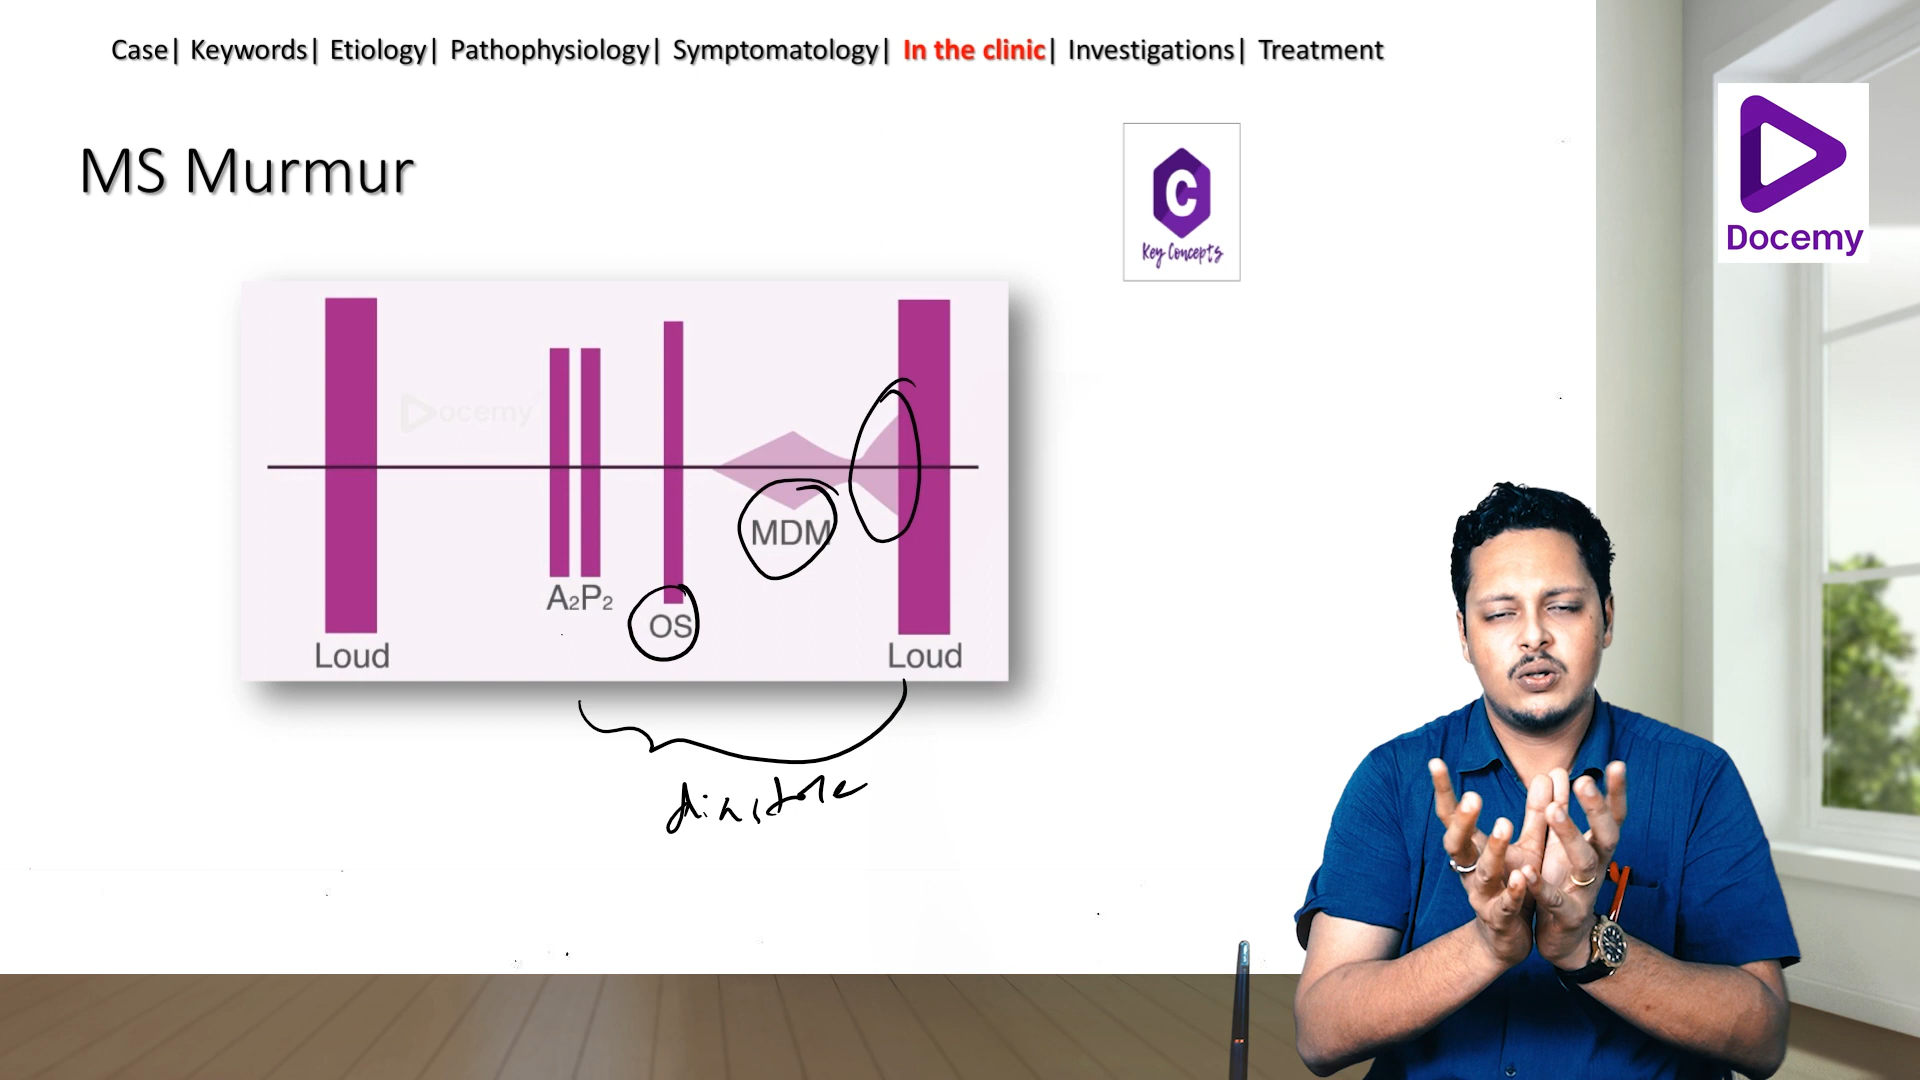 Case| Keywords| Etiology| Pathophysiology| Symptomatology| In the clinic| Investigations| Treatment
MS Murmur
C
Key Concepts
Docemy
Docemy
MDM
A₂P₂
OS
Loud
Loud
diastole